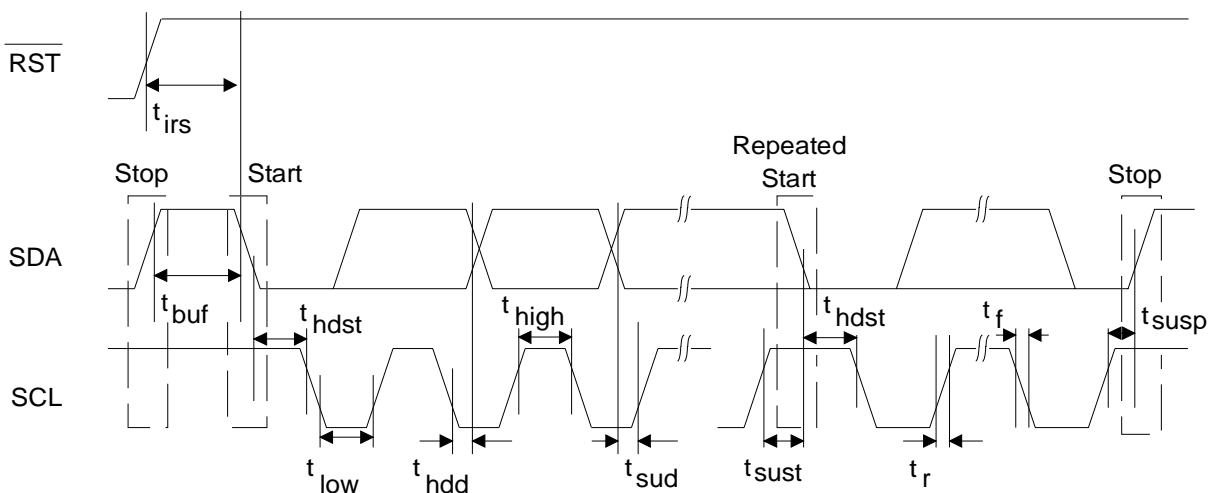 RST
t irs
Repeated
Stop Start Start Stop
SDA
t buf t hdst t high t hdst t f t susp
SCL
t low t hdd t sud t sust t r